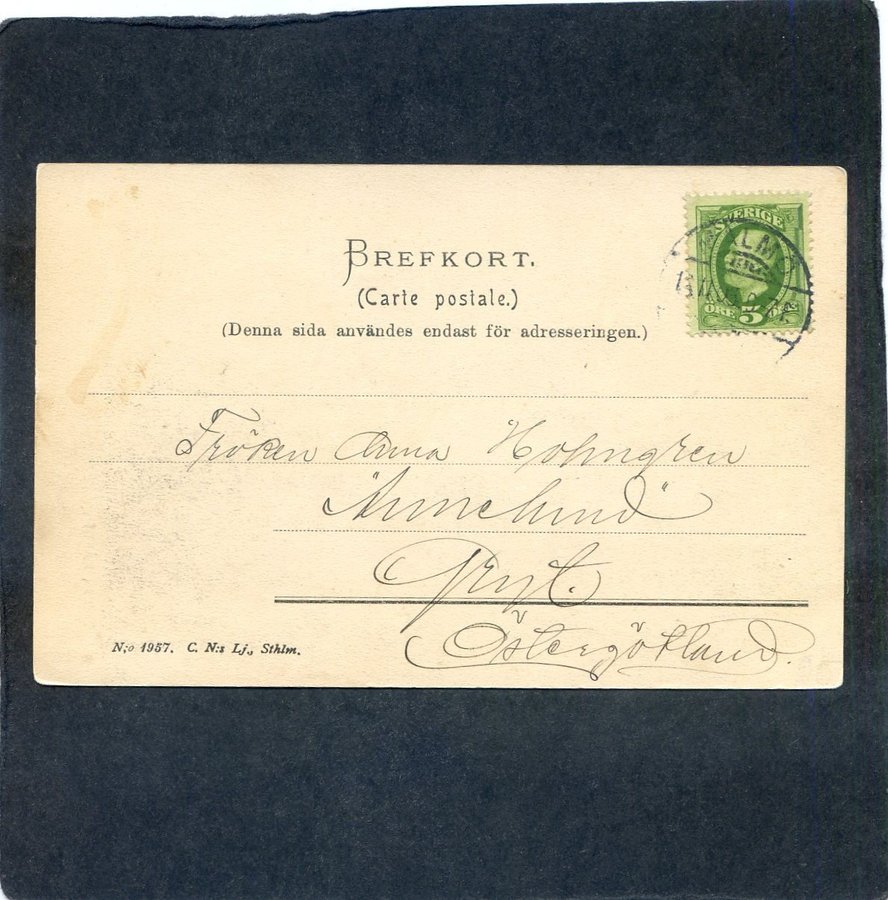 SVERIGE
ÖRE 5
BREFKORT.
(Carte postale.)
(Denna sida användes endast för adresseringen.)
Fröken Anna Holmgren
Gryt.
Östergötland.
N:o 1957. C. N:s Lj., Sthlm.